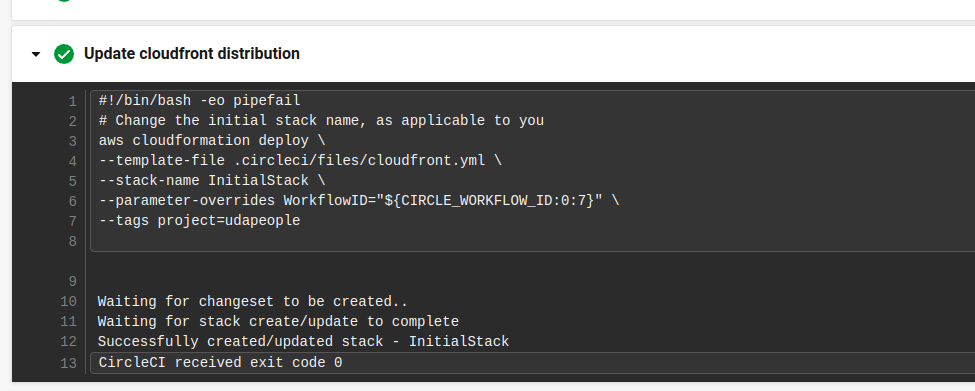 Update cloudfront distribution
1 #!/bin/bash -eo pipefail
2 # Change the initial stack name, as applicable to you
3 aws cloudformation deploy \
4 --template-file .circleci/files/cloudfront.yml \
5 --stack-name InitialStack \
6 --parameter-overrides WorkflowID="${CIRCLE_WORKFLOW_ID:0:7}" \
7 --tags project=udapeople
8
9
10 Waiting for changeset to be created..
11 Waiting for stack create/update to complete
12 Successfully created/updated stack - InitialStack
13 CircleCI received exit code 0